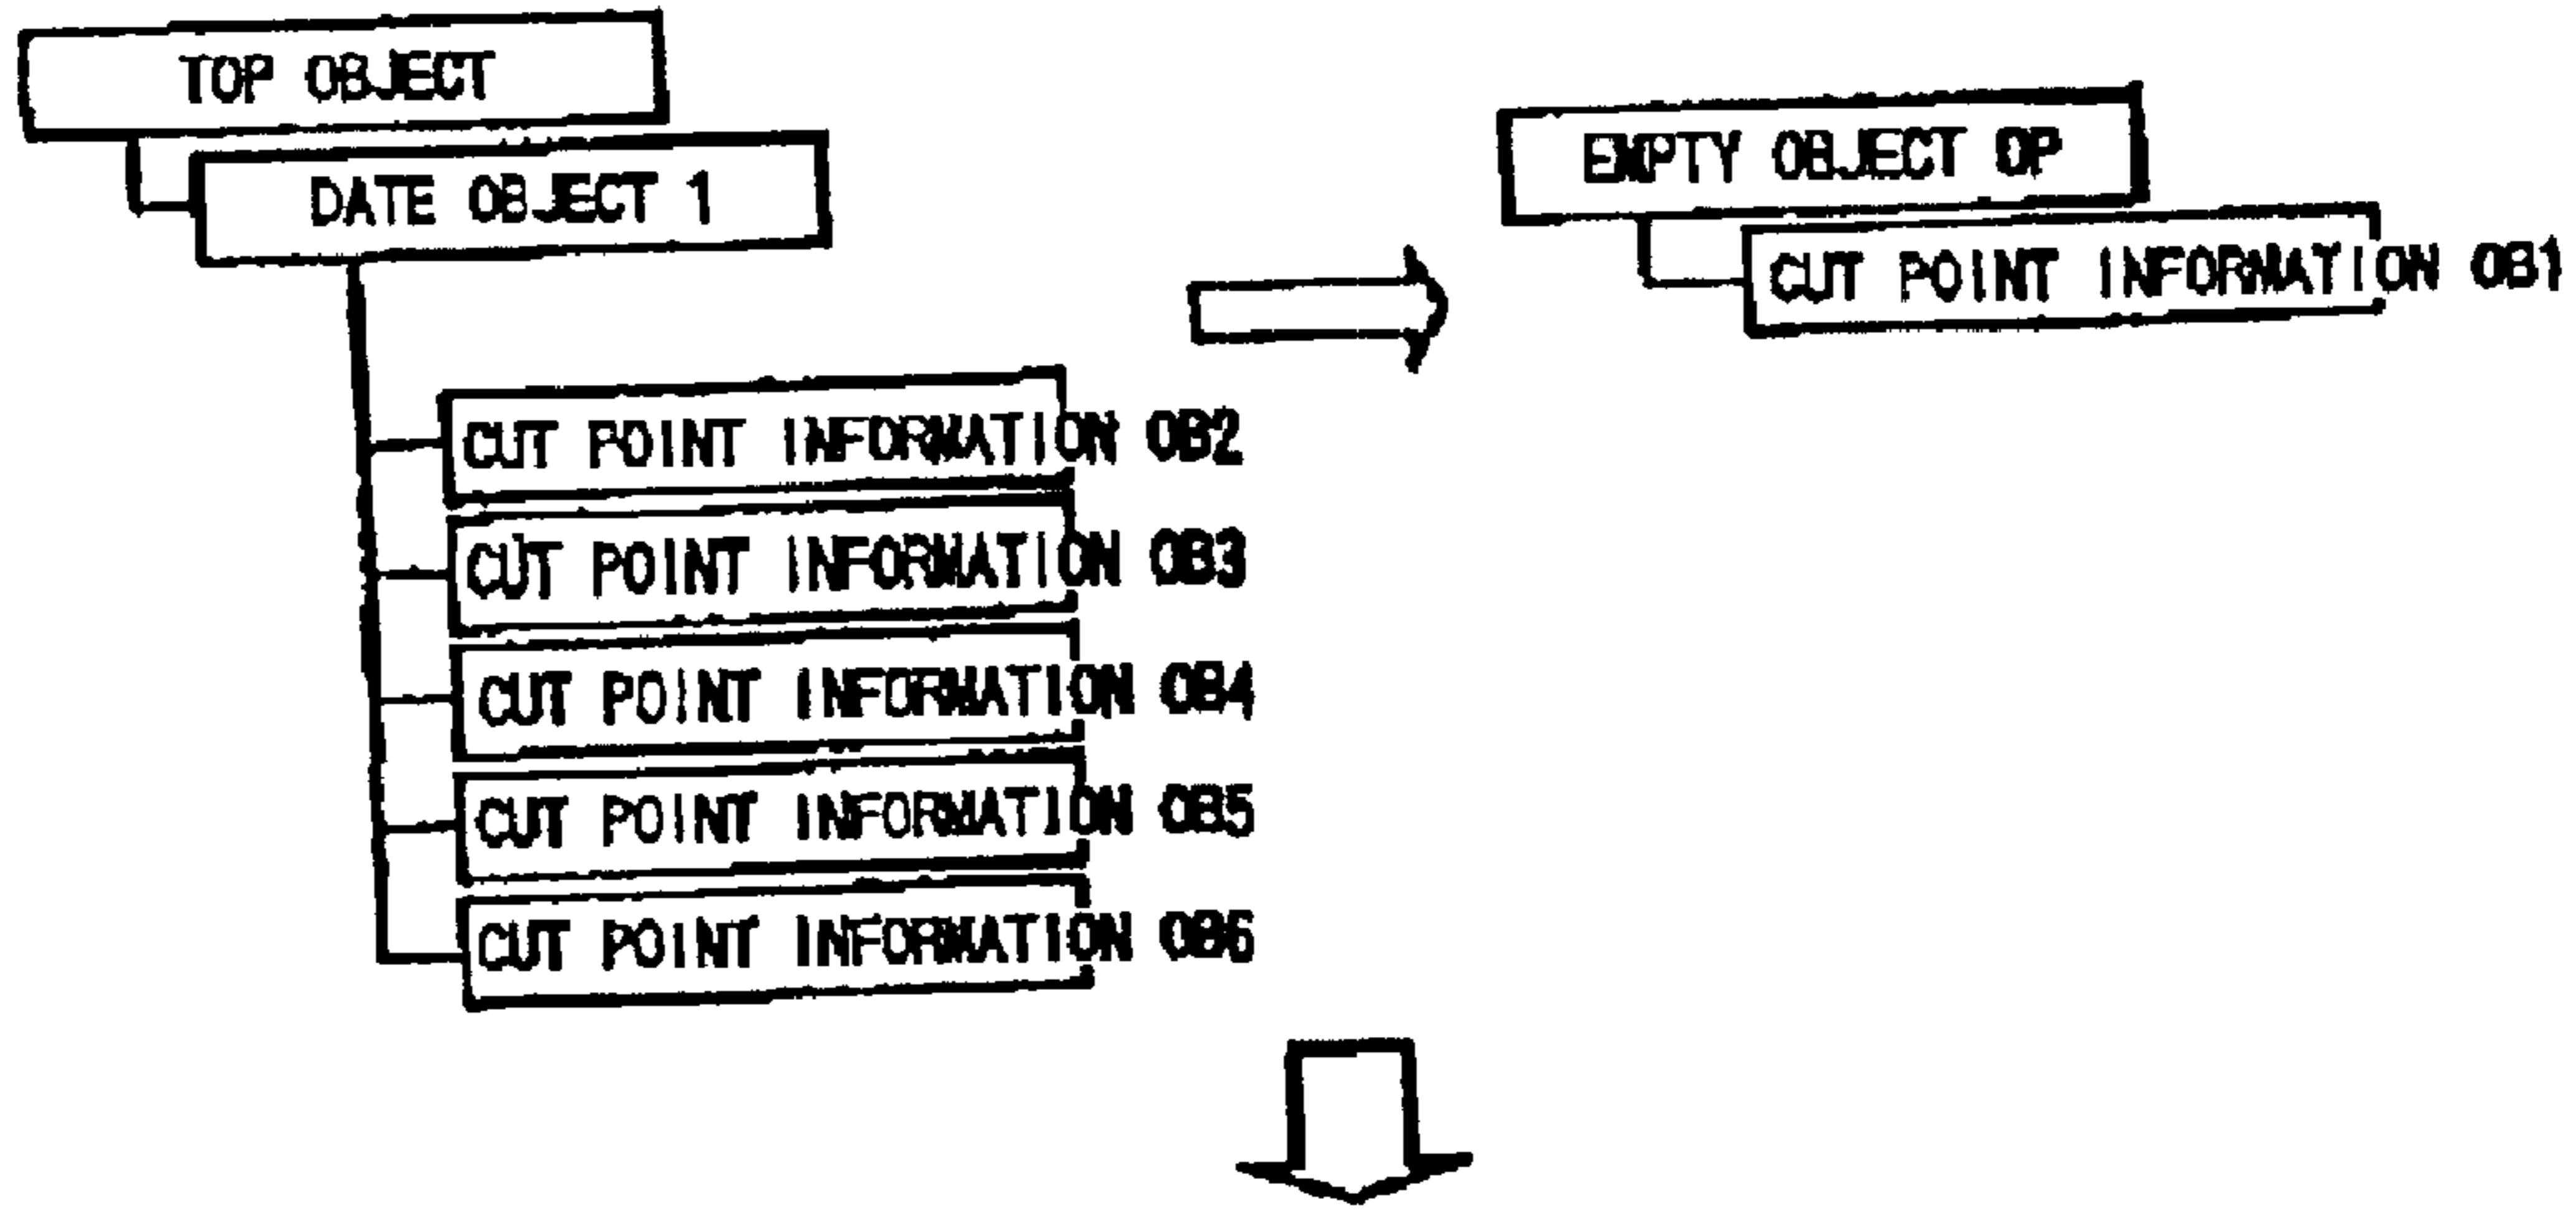 TOP OBJECT
DATE OBJECT 1
CUT POINT INFORMATION OB2
CUT POINT INFORMATION OB3
CUT POINT INFORMATION OB4
CUT POINT INFORMATION OB5
CUT POINT INFORMATION OB6
EMPTY OBJECT OP
CUT POINT INFORMATION OB1